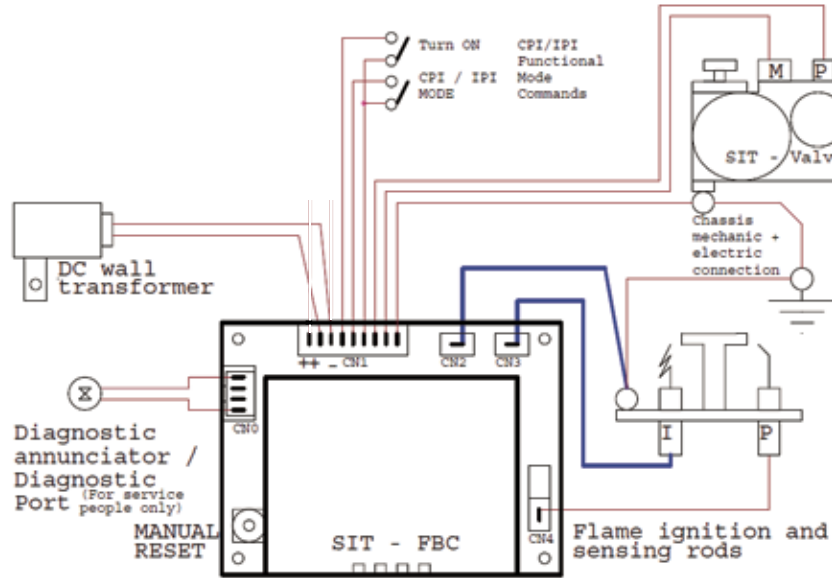 Turn ON
CPI/IPI
Functional
CPI / IPI
Mode
MODE
Commands
M
P
SIT - Valv
Chassis
mechanic +
electric
connection
DC wall
transformer
++ -
CN1
CN2
CN3
CN0
I
P
Diagnostic
annunciator /
Diagnostic
Port (For service
people only)
MANUAL
RESET
SIT - FBC
CN4
Flame ignition and
sensing rods